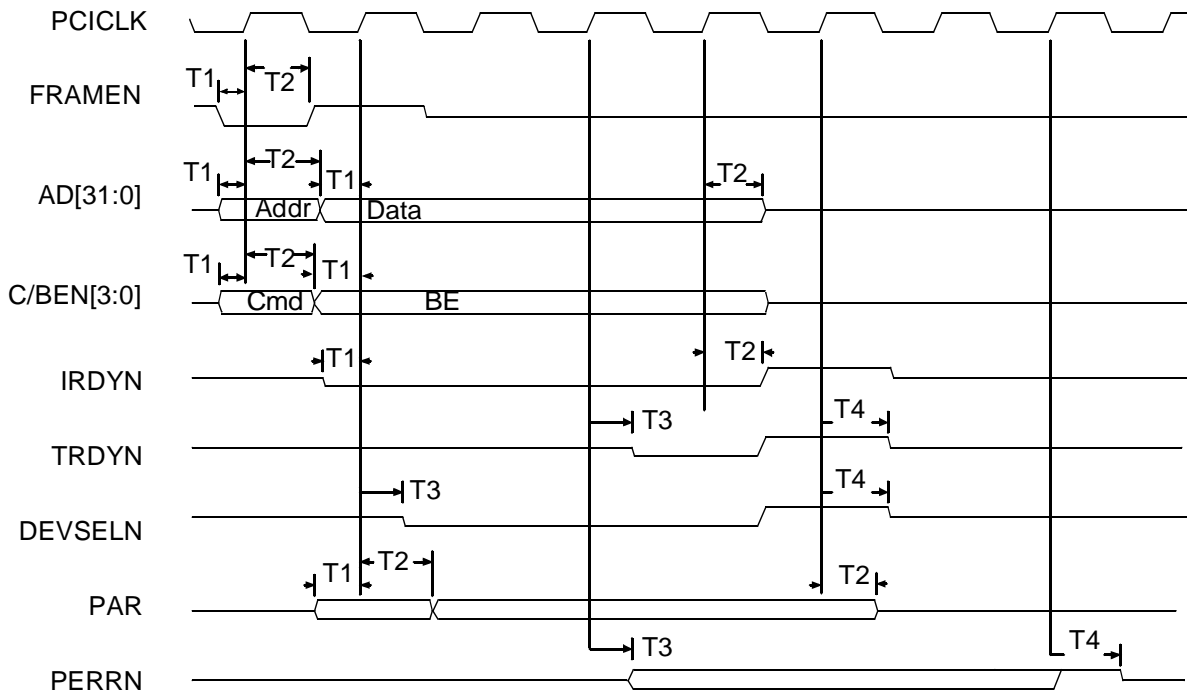 PCICLK
T1
T2
FRAMEN
T1
T2
T1
T2
AD[31:0]
Addr
Data
T1
T2
T1
C/BEN[3:0]
Cmd
BE
T1
T2
IRDYN
T3
T4
TRDYN
T3
T4
DEVSELN
T1
T2
T2
PAR
T3
T4
PERRN